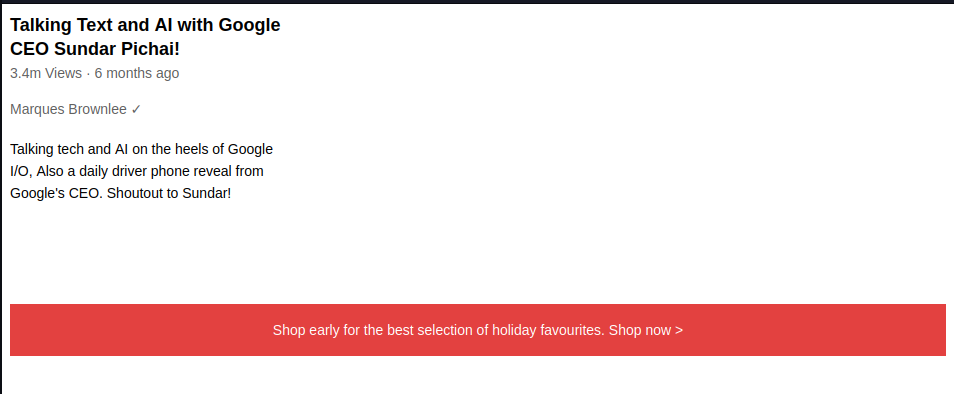 Talking Text and AI with Google
CEO Sundar Pichai!
3.4m Views · 6 months ago
Marques Brownlee ✓
Talking tech and AI on the heels of Google
I/O, Also a daily driver phone reveal from
Google's CEO. Shoutout to Sundar!
Shop early for the best selection of holiday favourites. Shop now >